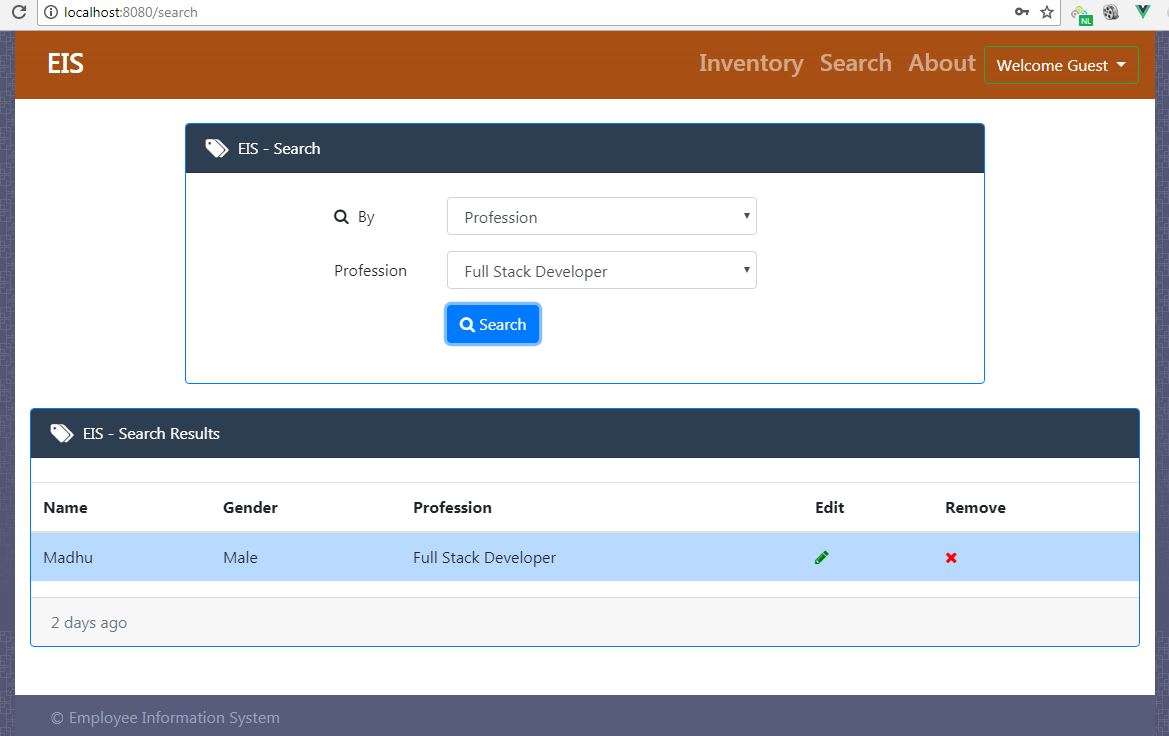 localhost:8080/search
NL
EIS
Inventory Search About Welcome Guest
EIS - Search
By Profession
Profession Full Stack Developer
Search
EIS - Search Results
Name Gender Profession Edit Remove
Madhu Male Full Stack Developer
2 days ago
© Employee Information System